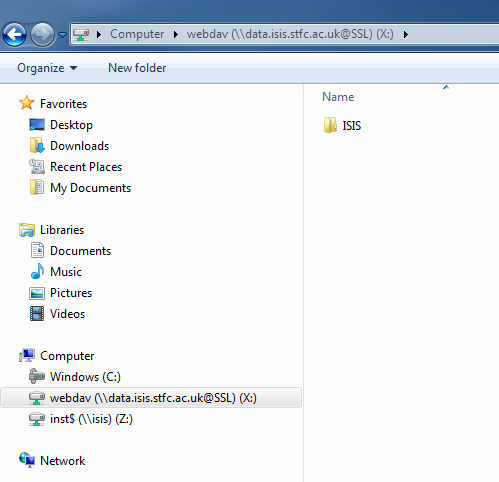 Computer webdav (\\data.isis.stfc.ac.uk@SSL) (X:)
Organize New folder
Favorites
Desktop
Downloads
Recent Places
My Documents
Libraries
Documents
Music
Pictures
Videos
Computer
Windows (C:)
webdav (\\data.isis.stfc.ac.uk@SSL) (X:)
inst$ (\\isis) (Z:)
Network
Name
ISIS